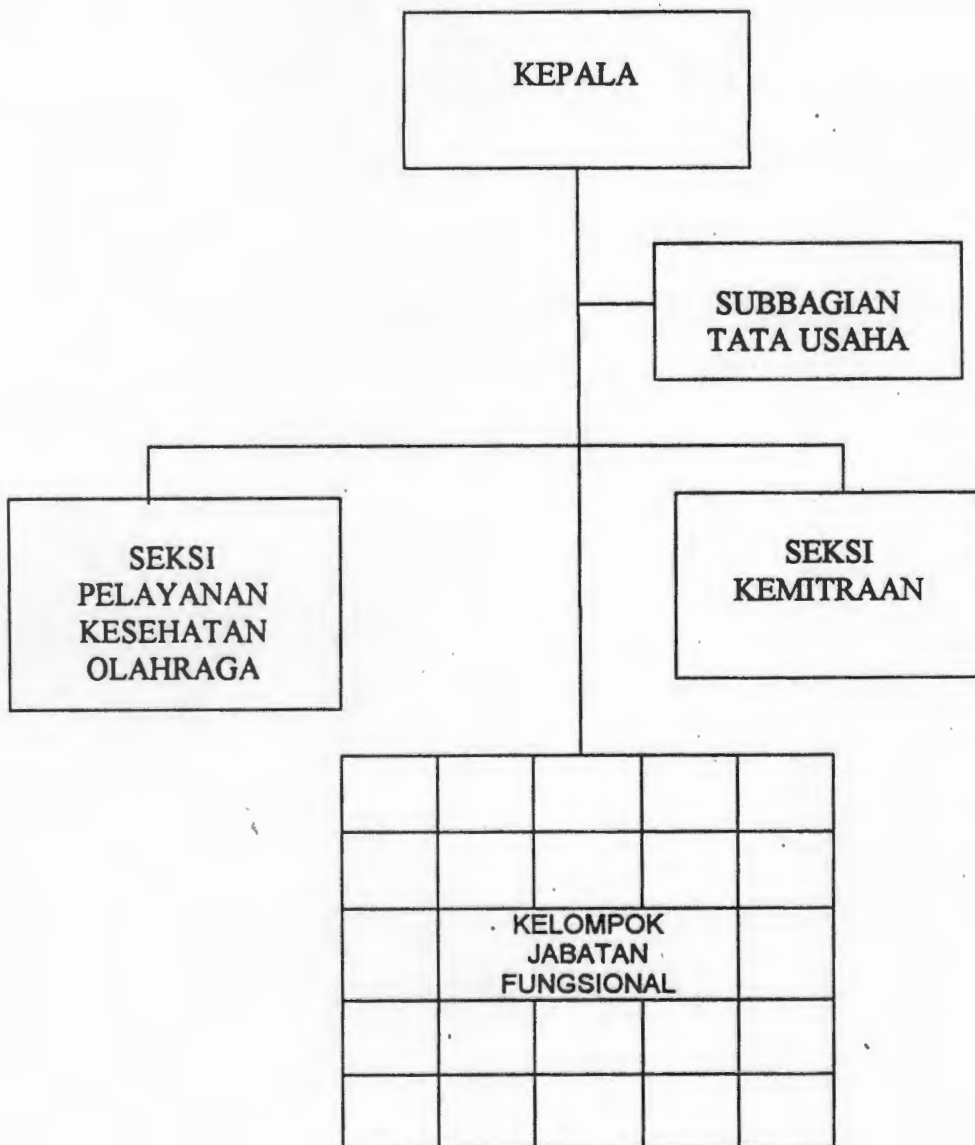 KEPALA
SUBBAGIAN
TATA USAHA
SEKSI
PELAYANAN
KESEHATAN
OLAHRAGA
SEKSI
KEMITRAAN
KELOMPOK
JABATAN
FUNGSIONAL